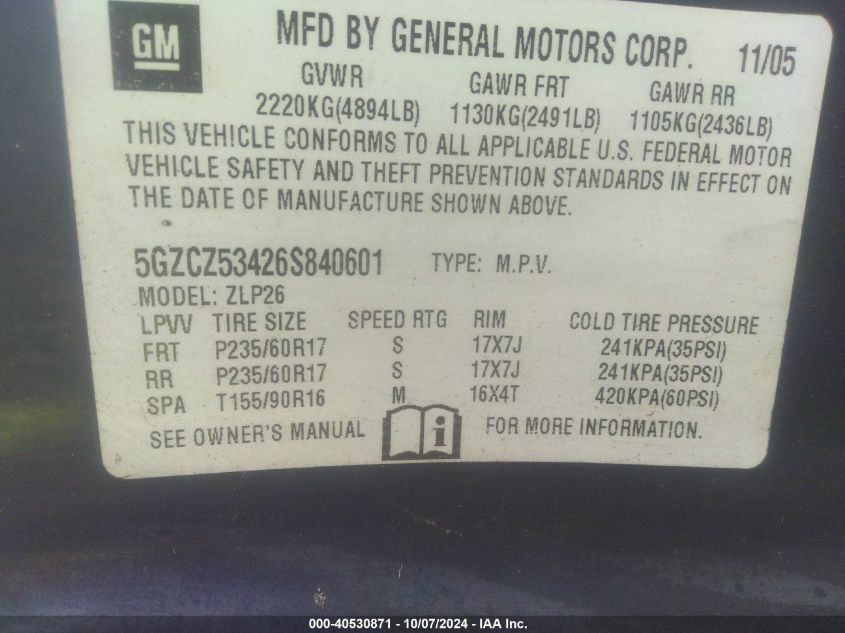 GM
MFD BY GENERAL MOTORS CORP. 11/05
GVWR GAWR FRT GAWR RR
2220KG(4894LB) 1130KG(2491LB) 1105KG(2436LB)
THIS VEHICLE CONFORMS TO ALL APPLICABLE U.S. FEDERAL MOTOR
VEHICLE SAFETY AND THEFT PREVENTION STANDARDS IN EFFECT ON
THE DATE OF MANUFACTURE SHOWN ABOVE.
5GZCZ53426S840601 TYPE: M.P.V.
MODEL: ZLP26
LPVV TIRE SIZE SPEED RTG RIM COLD TIRE PRESSURE
FRT P235/60R17 S 17X7J 241KPA(35PSI)
RR P235/60R17 S 17X7J 241KPA(35PSI)
SPA T155/90R16 M 16X4T 420KPA(60PSI)
SEE OWNER'S MANUAL i FOR MORE INFORMATION.
000-40530871 - 10/07/2024 - IAA Inc.